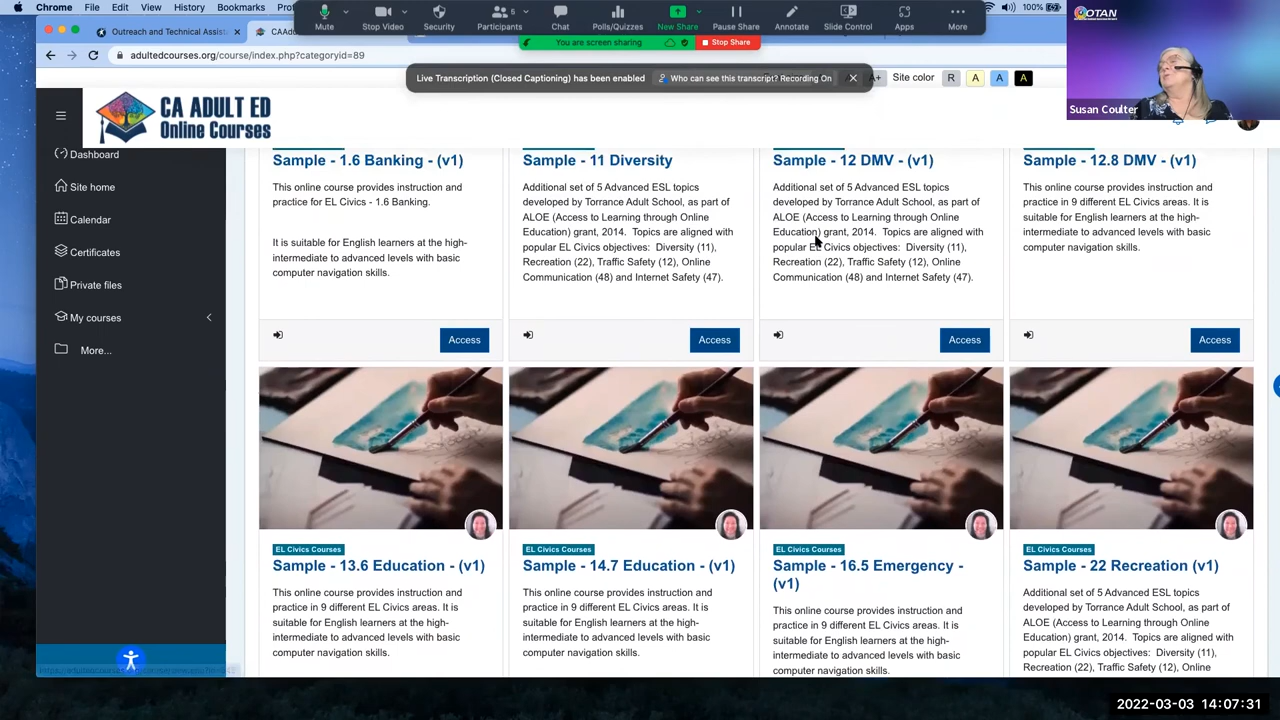 Chrome File Edit View History Bookmarks
100%
Mute Stop Video Security Participants 5 Chat Polls/Quizzes New Share Pause Share Annotate Slide Control Apps More
OTAN
You are screen sharing Stop Share
Outreach and Technical Assist
adultedcourses.org/course/index.php?categoryid=89
Live Transcription (Closed Captioning) has been enabled Who can see this transcript? Recording On
A+ Site color R A A A
Susan Coulter
CA ADULT ED
Online Courses
Dashboard
Site home
Calendar
Certificates
Private files
My courses
More...
Sample - 1.6 Banking - (v1)
This online course provides instruction and
practice for EL Civics - 1.6 Banking.
It is suitable for English learners at the high-
intermediate to advanced levels with basic
computer navigation skills.
Access
Sample - 11 Diversity
Additional set of 5 Advanced ESL topics
developed by Torrance Adult School, as part of
ALOE (Access to Learning through Online
Education) grant, 2014. Topics are aligned with
popular EL Civics objectives: Diversity (11),
Recreation (22), Traffic Safety (12), Online
Communication (48) and Internet Safety (47).
Access
Sample - 12 DMV - (v1)
Additional set of 5 Advanced ESL topics
developed by Torrance Adult School, as part of
ALOE (Access to Learning through Online
Education) grant, 2014. Topics are aligned with
popular EL Civics objectives: Diversity (11),
Recreation (22), Traffic Safety (12), Online
Communication (48) and Internet Safety (47).
Access
Sample - 12.8 DMV - (v1)
This online course provides instruction and
practice in 9 different EL Civics areas. It is
suitable for English learners at the high-
intermediate to advanced levels with basic
computer navigation skills.
Access
EL Civics Courses
Sample - 13.6 Education - (v1)
This online course provides instruction and
practice in 9 different EL Civics areas. It is
suitable for English learners at the high-
intermediate to advanced levels with basic
computer navigation skills.
EL Civics Courses
Sample - 14.7 Education - (v1)
This online course provides instruction and
practice in 9 different EL Civics areas. It is
suitable for English learners at the high-
intermediate to advanced levels with basic
computer navigation skills.
EL Civics Courses
Sample - 16.5 Emergency -
(v1)
This online course provides instruction and
practice in 9 different EL Civics areas. It is
suitable for English learners at the high-
intermediate to advanced levels with basic
computer navigation skills.
EL Civics Courses
Sample - 22 Recreation (v1)
Additional set of 5 Advanced ESL topics
developed by Torrance Adult School, as part of
ALOE (Access to Learning through Online
Education) grant, 2014. Topics are aligned with
popular EL Civics objectives: Diversity (11),
Recreation (22), Traffic Safety (12), Online
2022-03-03 14:07:31